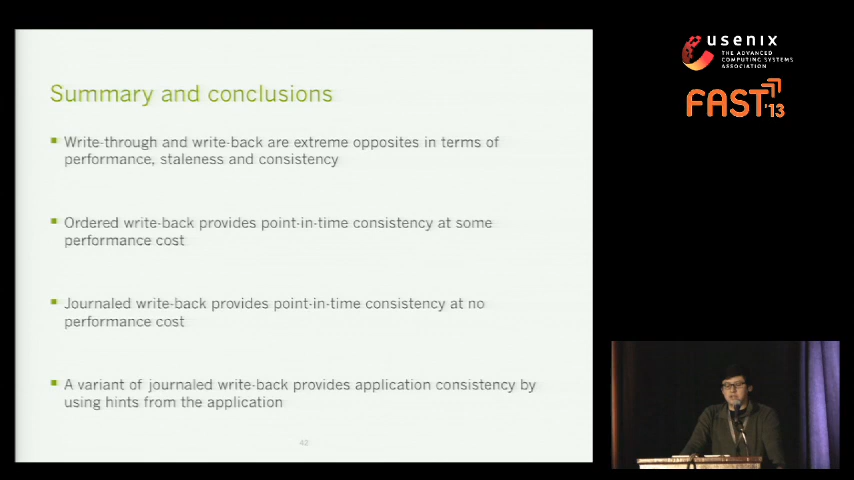 Summary and conclusions
Write-through and write-back are extreme opposites in terms of
performance, staleness and consistency
Ordered write-back provides point-in-time consistency at some
performance cost
Journaled write-back provides point-in-time consistency at no
performance cost
A variant of journaled write-back provides application consistency by
using hints from the application
42
usenix
THE ADVANCED
COMPUTING SYSTEMS
ASSOCIATION
FAST '13